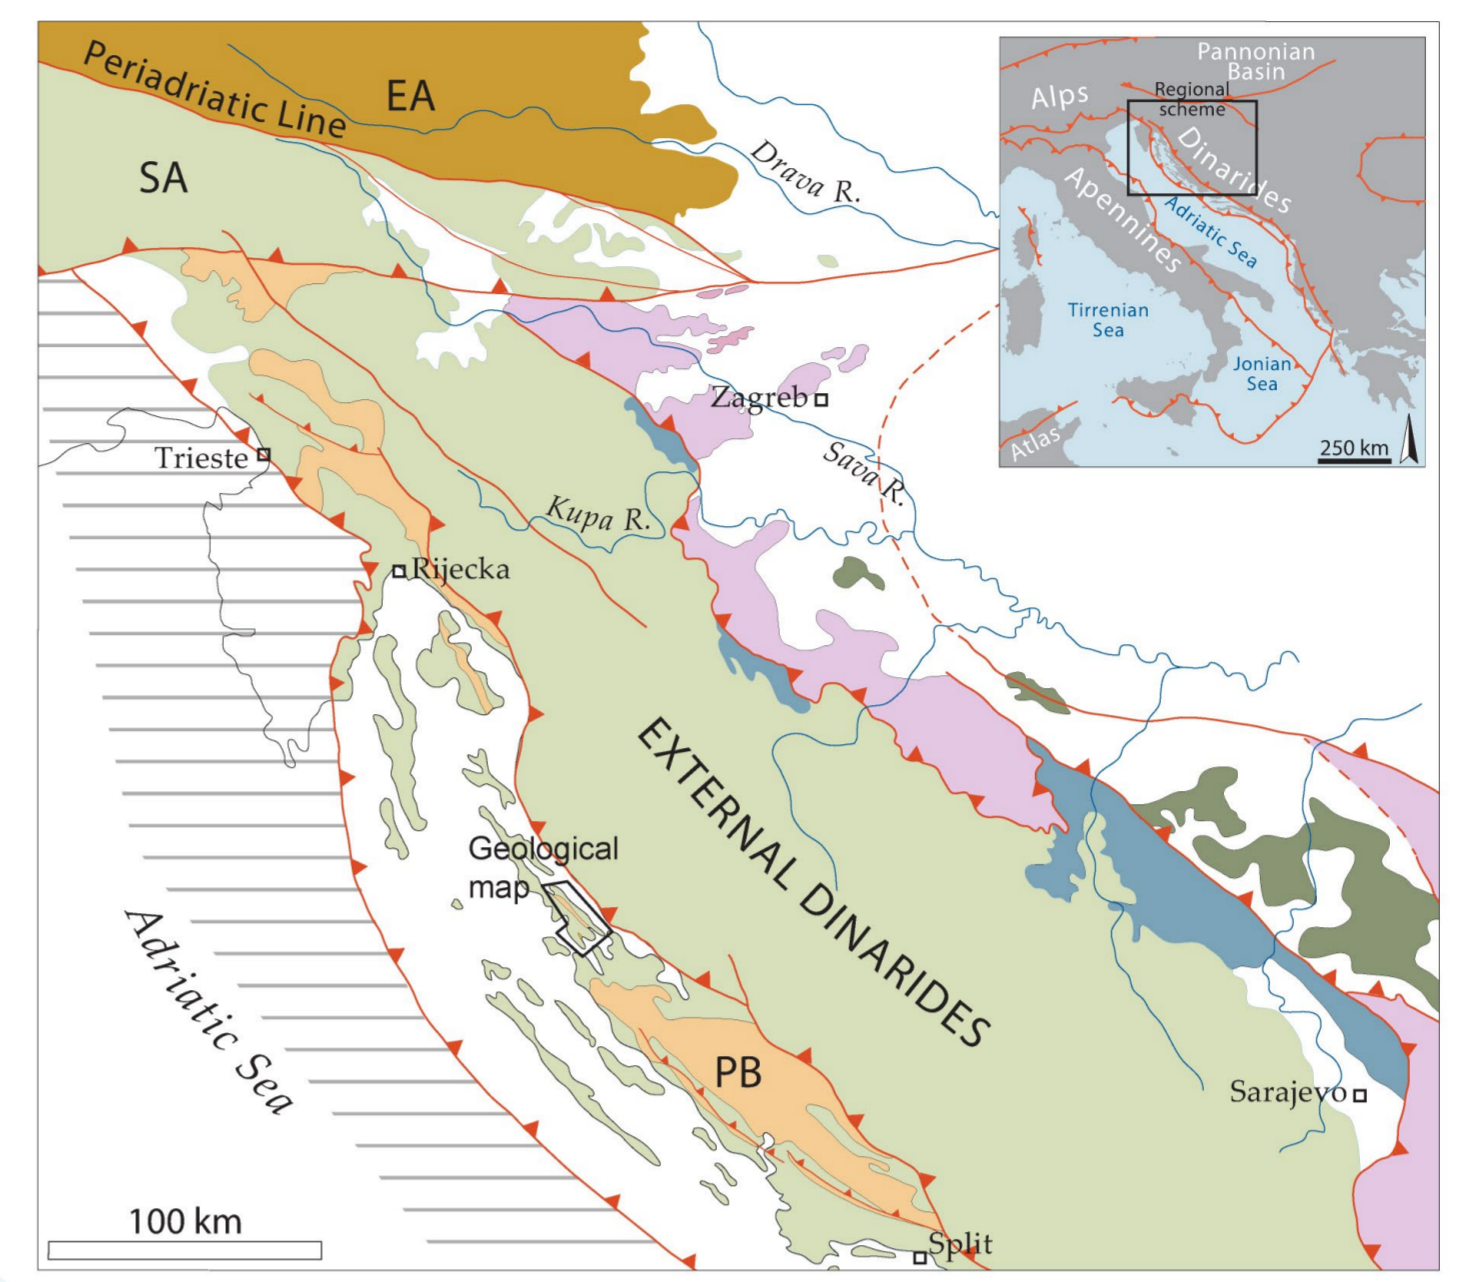 Periadriatic Line
EA
SA
Drava R.
Zagreb
Sava R.
Trieste
Kupa R.
Rijecka
EXTERNAL DINARIDES
Geological
map
Adriatic Sea
PB
Sarajevo
Split
100 km
Pannonian
Basin
Alps
Regional
scheme
Dinarides
Apennines
Adriatic Sea
Tirrenian
Sea
Jonian
Sea
Atlas
250 km